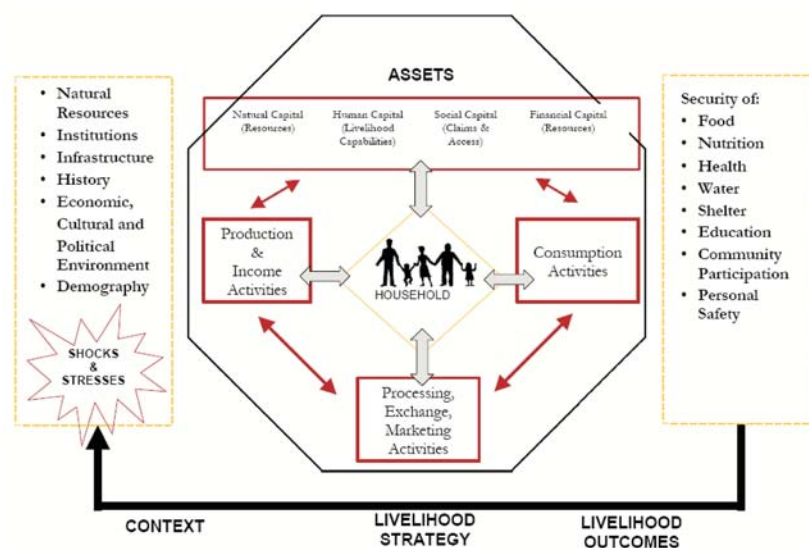 • Natural
Resources
• Institutions
• Infrastructure
• History
• Economic,
Cultural and
Political
Environment
• Demography
SHOCKS
&
STRESSES
ASSETS
Natural Capital
(Resources)
Human Capital
(Livelihood
Capabilities)
Social Capital
(Claims &
Access)
Financial Capital
(Resources)
Production
&
Income
Activities
HOUSEHOLD
Consumption
Activities
Processing,
Exchange,
Marketing
Activities
Security of:
• Food
• Nutrition
• Health
• Water
• Shelter
• Education
• Community
Participation
• Personal
Safety
CONTEXT
LIVELIHOOD
STRATEGY
LIVELIHOOD
OUTCOMES